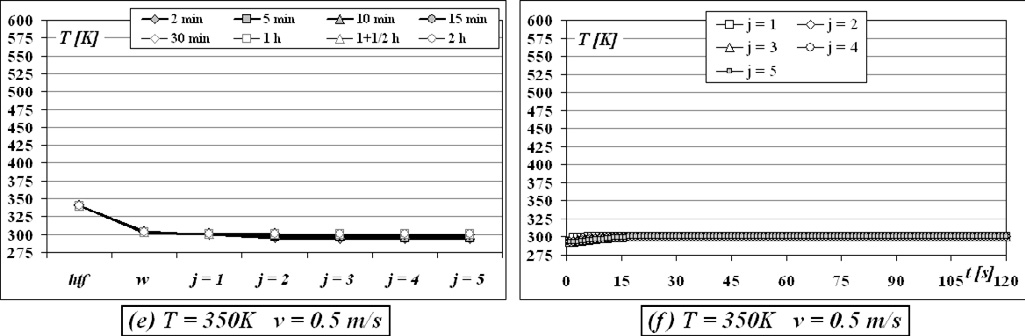 600
575
550
525
500
475
450
425
400
375
350
325
300
275
T [K]
2 min 5 min 10 min 15 min
30 min 1 h 1+1/2 h 2 h
htf w j = 1 j = 2 j = 3 j = 4 j = 5
(e) T = 350K v = 0.5 m/s
600
575
550
525
500
475
450
425
400
375
350
325
300
275
T [K]
j = 1 j = 2
j = 3 j = 4
j = 5
t [s]
0 15 30 45 60 75 90 105 120
(f) T = 350K v = 0.5 m/s